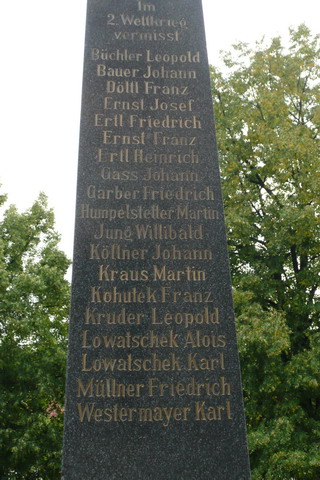 Im
2. Weltkrieg
vermisst
Büchler Leopold
Bauer Johann
Döltl Franz
Ernst Josef
Ertl Friedrich
Ernst Franz
Ertl Heinrich
Gass Johann
Garber Friedrich
Humpelsteller Martin
Jung Willibald
Köllner Johann
Kraus Martin
Kohutek Franz
Kruder Leopold
Lowatschek Alois
Lowatschek Karl
Müllner Friedrich
Westermayer Karl